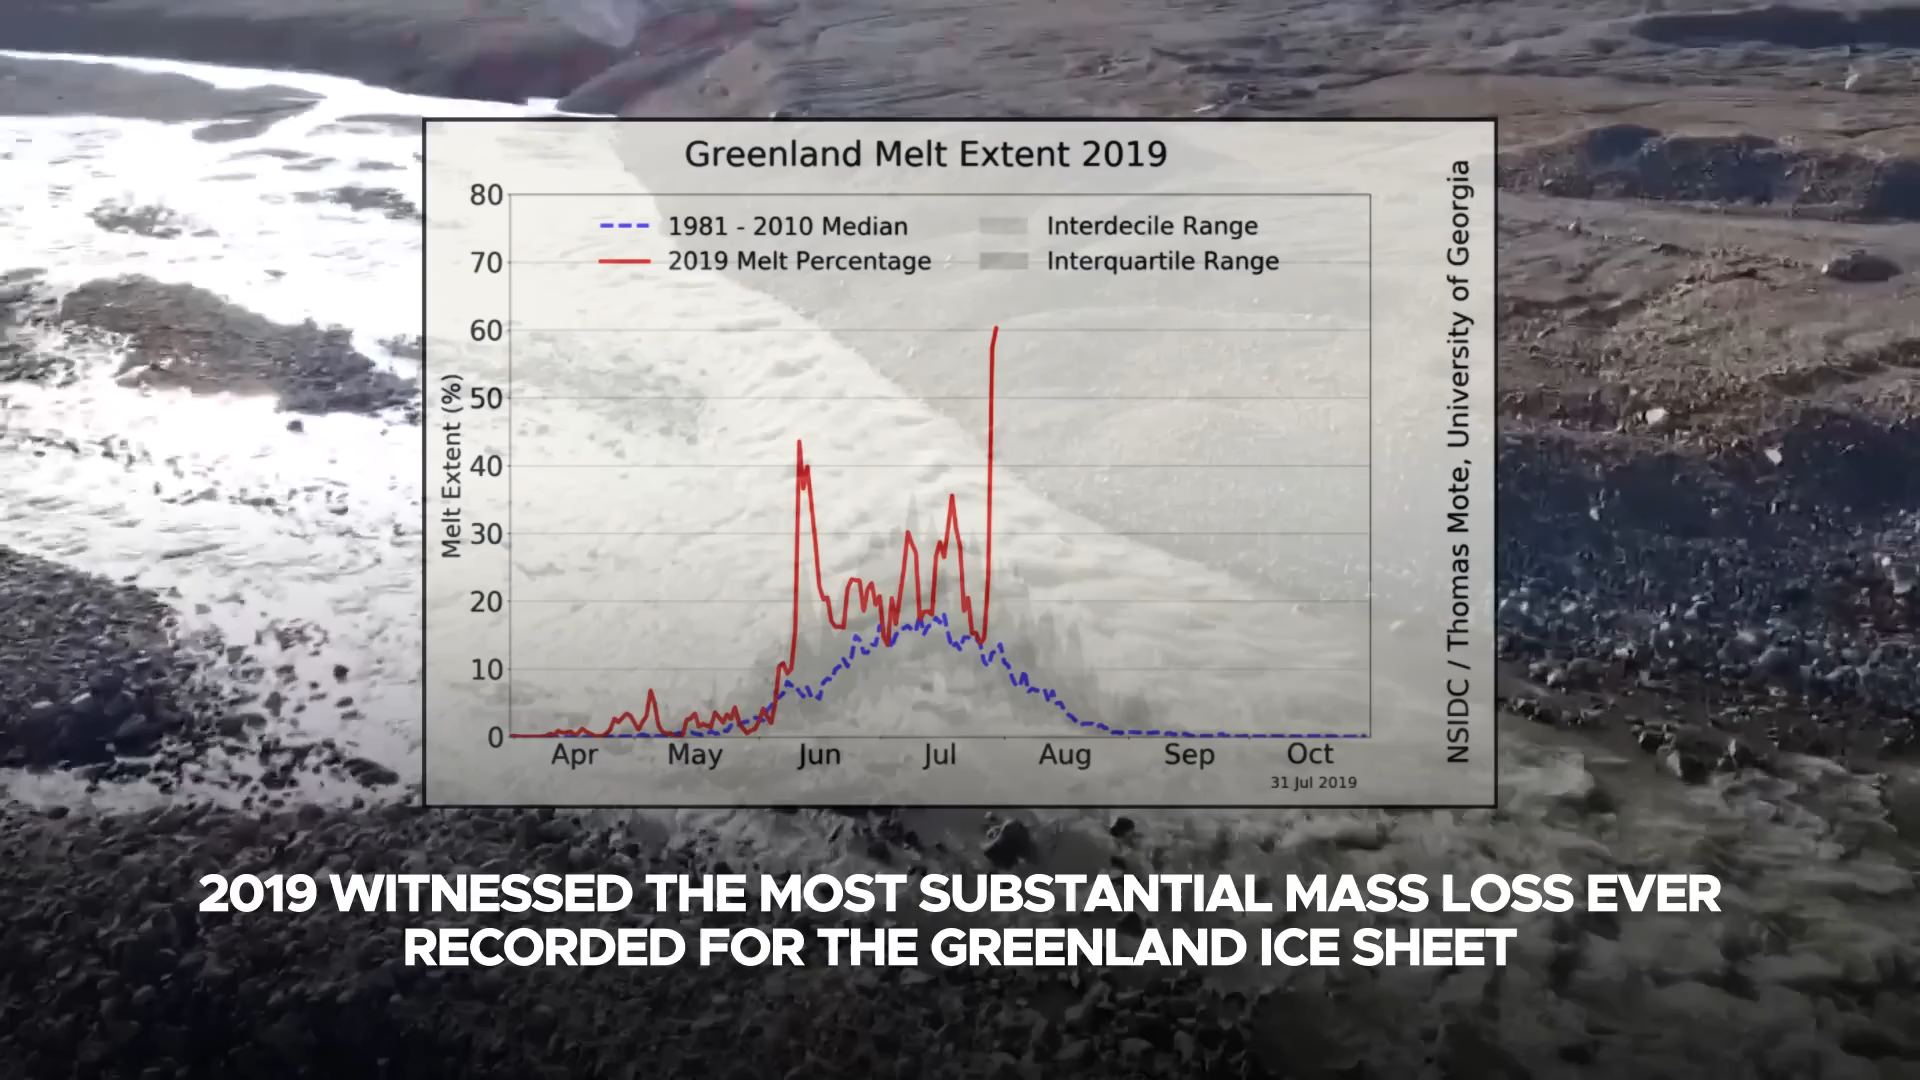 Greenland Melt Extent 2019
1981 - 2010 Median
2019 Melt Percentage
Interdecile Range
Interquartile Range
Melt Extent (%)
80
70
60
50
40
30
20
10
0
Apr May Jun Jul Aug Sep Oct
31 Jul 2019
NSIDC / Thomas Mote, University of Georgia
2019 WITNESSED THE MOST SUBSTANTIAL MASS LOSS EVER
RECORDED FOR THE GREENLAND ICE SHEET